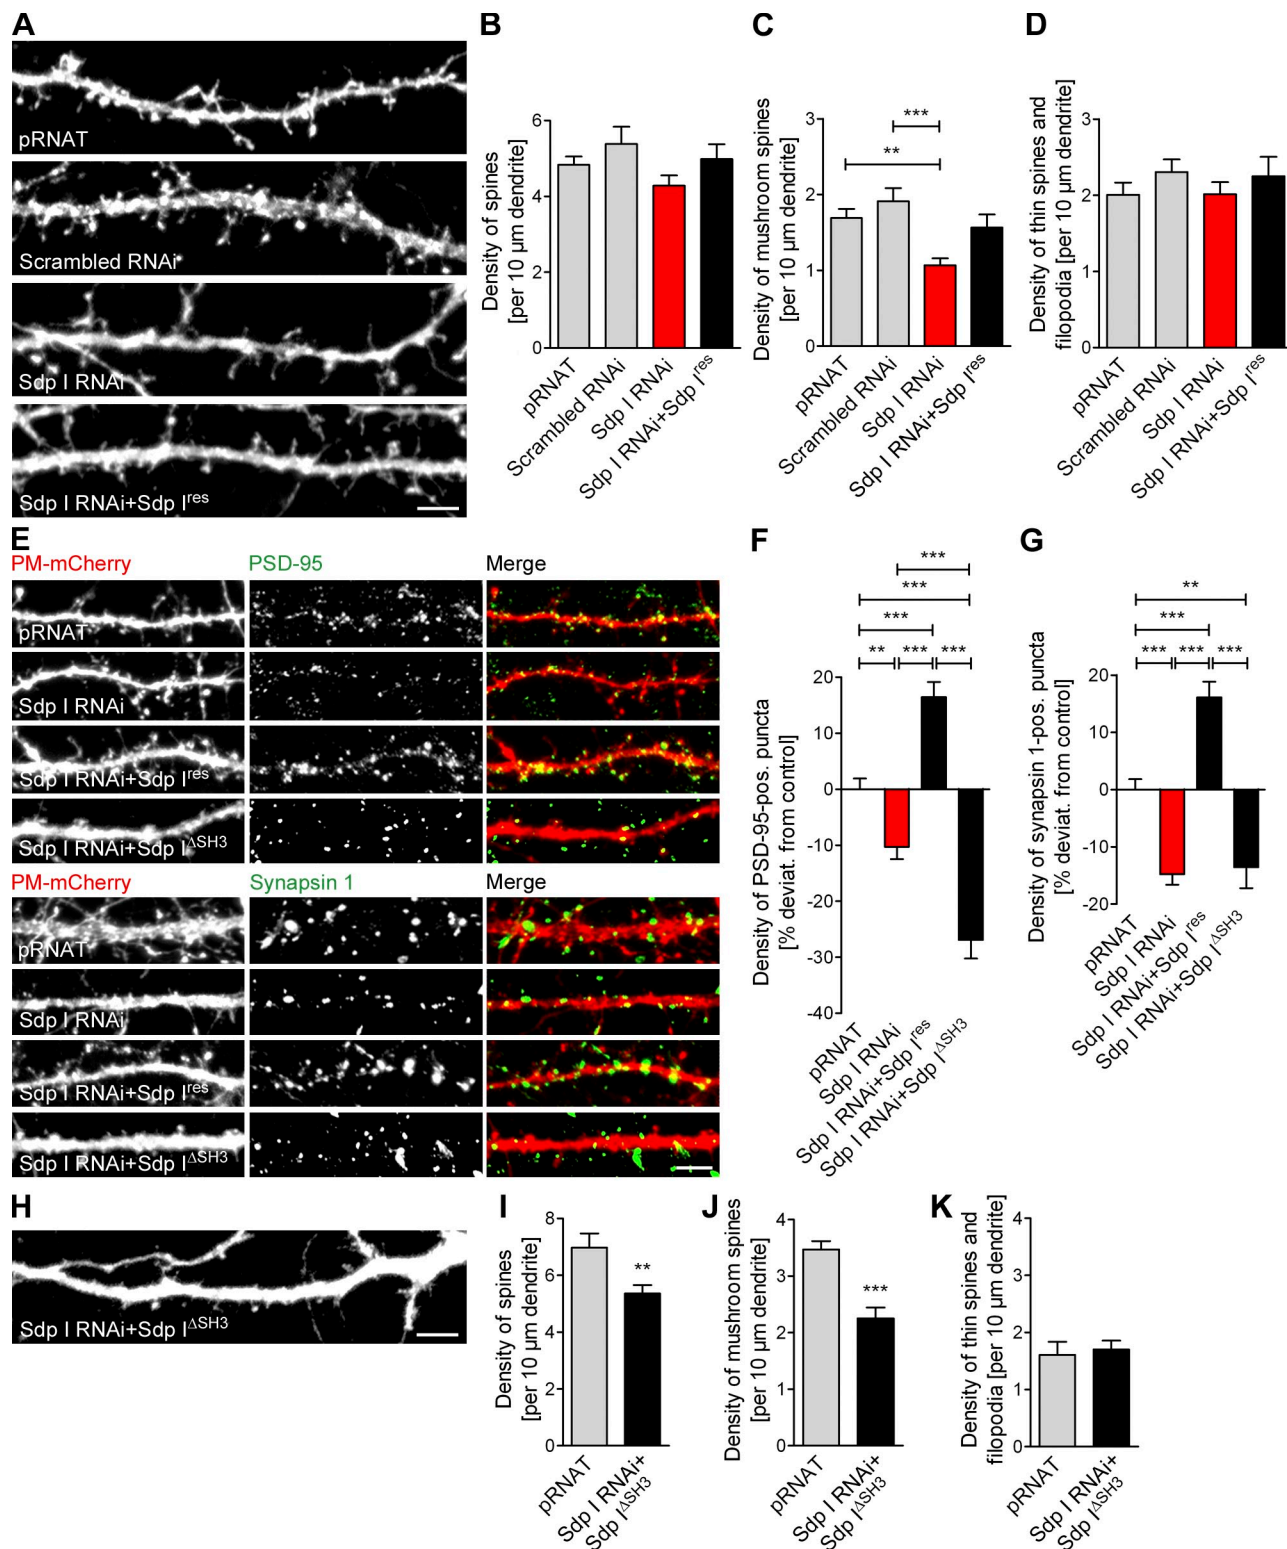 A
pRNAT
Scrambled RNAi
Sdp I RNAi
Sdp I RNAi+Sdp I^res
B
Density of spines
[per 10 µm dendrite]
6
4
2
0
pRNAT
Scrambled RNAi
Sdp I RNAi
Sdp I RNAi+Sdp I^res
C
Density of mushroom spines
[per 10 µm dendrite]
3
2
1
0
***
**
pRNAT
Scrambled RNAi
Sdp I RNAi
Sdp I RNAi+Sdp I^res
D
Density of thin spines and
filopodia [per 10 µm dendrite]
3
2
1
0
pRNAT
Scrambled RNAi
Sdp I RNAi
Sdp I RNAi+Sdp I^res
E
PM-mCherry PSD-95 Merge
pRNAT
Sdp I RNAi
Sdp I RNAi+Sdp I^res
Sdp I RNAi+Sdp I^ΔSH3
PM-mCherry Synapsin 1 Merge
pRNAT
Sdp I RNAi
Sdp I RNAi+Sdp I^res
Sdp I RNAi+Sdp I^ΔSH3
F
Density of PSD-95-pos. puncta
[% deviat. from control]
***
***
***
** *** ***
20
10
0
-10
-20
-30
-40
pRNAT
Sdp I RNAi
Sdp I RNAi+Sdp I^res
Sdp I RNAi+Sdp I^ΔSH3
G
Density of synapsin 1-pos. puncta
[% deviat. from control]
**
***
*** *** ***
20
10
0
-10
-20
pRNAT
Sdp I RNAi
Sdp I RNAi+Sdp I^res
Sdp I RNAi+Sdp I^ΔSH3
H
Sdp I RNAi+Sdp I^ΔSH3
I
Density of spines
[per 10 µm dendrite]
8
6
4
2
0
**
pRNAT
Sdp I RNAi+
Sdp I^ΔSH3
J
Density of mushroom spines
[per 10 µm dendrite]
4
3
2
1
0
***
pRNAT
Sdp I RNAi+
Sdp I^ΔSH3
K
Density of thin spines and
filopodia [per 10 µm dendrite]
4
3
2
1
0
pRNAT
Sdp I RNAi+
Sdp I^ΔSH3